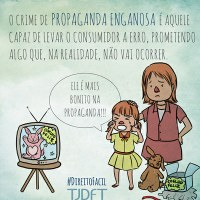 O CRIME DE PROPAGANDA ENGANOSA É AQUELE
CAPAZ DE LEVAR O CONSUMIDOR A ERRO, PROMETENDO
ALGO QUE, NA REALIDADE, NÃO VAI OCORRER.
ELE É MAIS
BONITO NA
PROPAGANDA!!!
#DIREITOFACIL
TJDFT